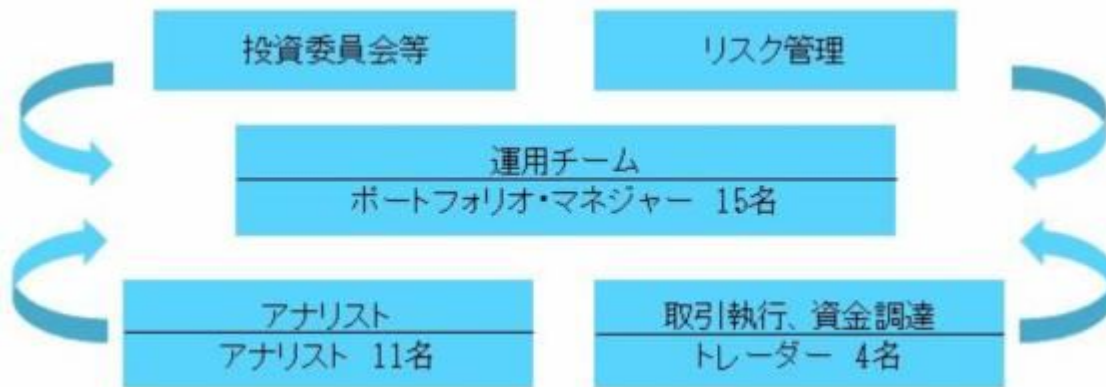 投資委員会等
リスク管理
運用チーム
ポートフォリオ・マネジャー 15名
アナリスト
アナリスト 11名
取引執行、資金調達
トレーダー 4名